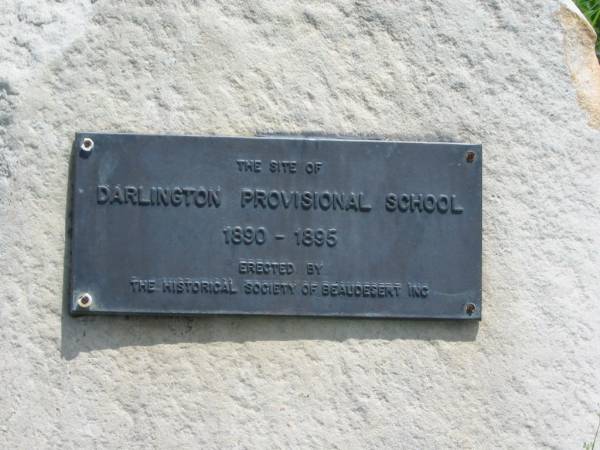 THE SITE OF
DARLINGTON PROVISIONAL SCHOOL
1890 - 1895
ERECTED BY
THE HISTORICAL SOCIETY OF BEAUDESERT INC